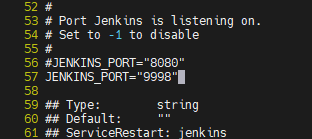 52 #
53 # Port Jenkins is listening on.
54 # Set to -1 to disable
55 #
56 #JENKINS_PORT="8080"
57 JENKINS_PORT="9998"
58
59 ## Type:        string
60 ## Default:     ""
61 ## ServiceRestart: jenkins